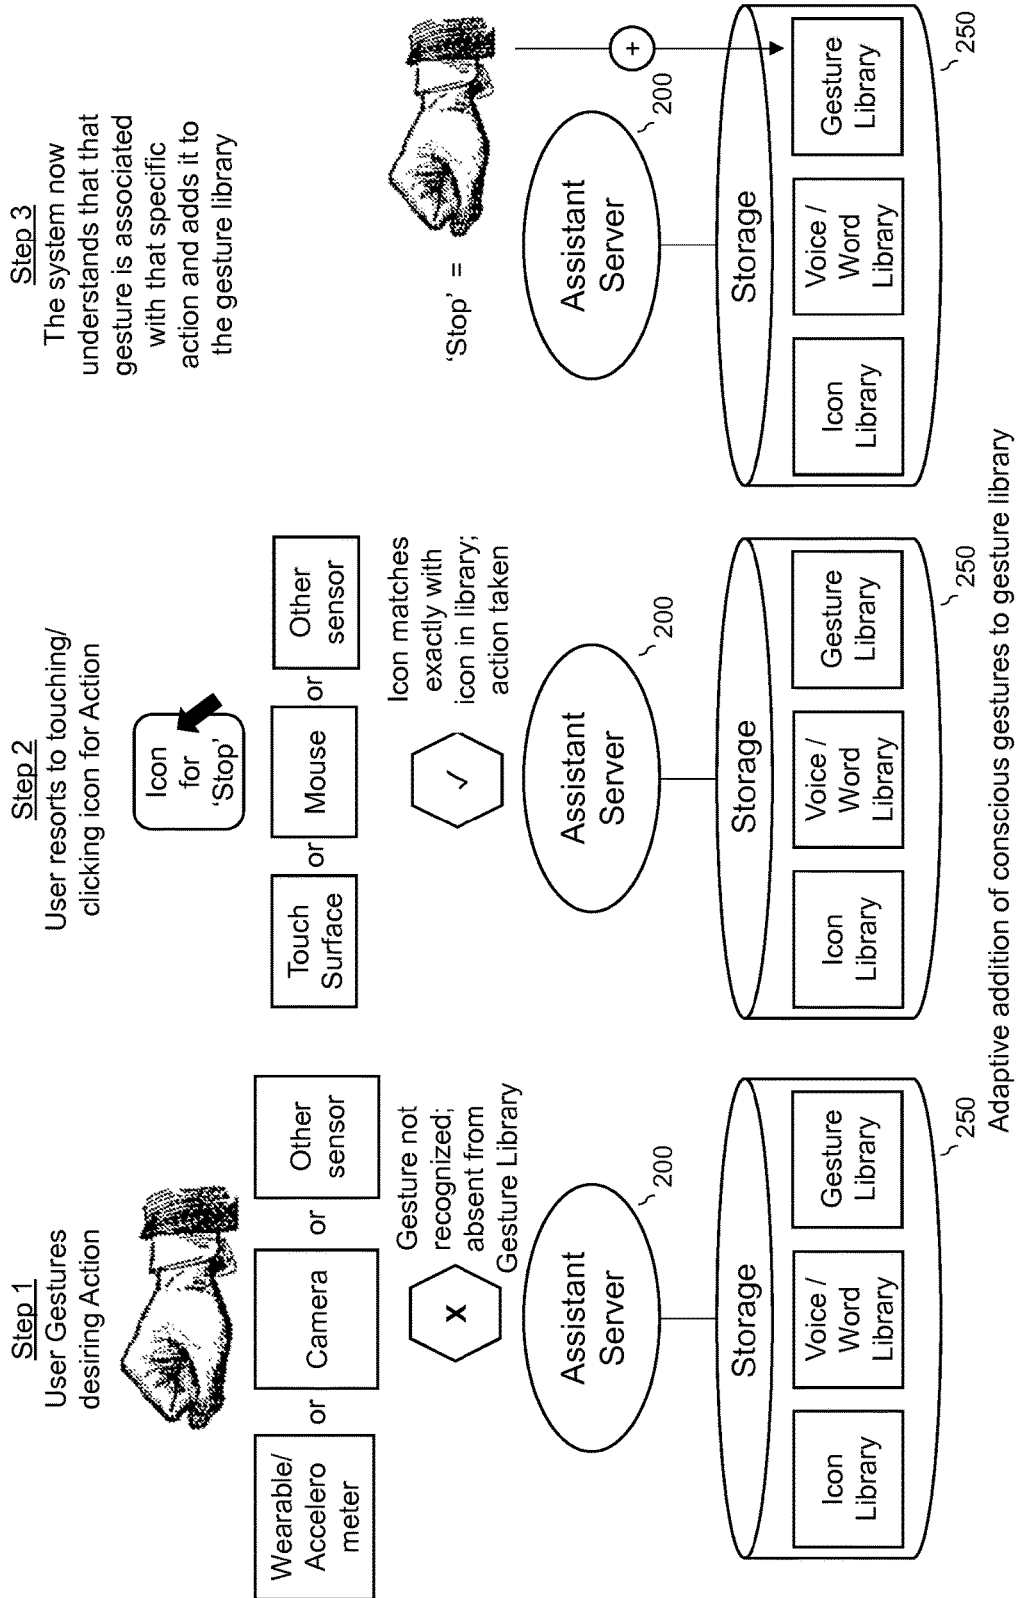 Step 1
User Gestures
desiring Action
Wearable/
Accelero
meter
or
Camera
or
Other
sensor
X
Gesture not
recognized;
absent from
Gesture Library
Assistant
Server
200
Storage
Icon
Library
Voice /
Word
Library
Gesture
Library
250
Step 2
User resorts to touching/
clicking icon for Action
Icon
for
‘Stop’
Touch
Surface
or
Mouse
or
Other
sensor
✓
Icon matches
exactly with
icon in library;
action taken
Assistant
Server
200
Storage
Icon
Library
Voice /
Word
Library
Gesture
Library
250
Step 3
The system now
understands that that
gesture is associated
with that specific
action and adds it to
the gesture library
‘Stop’ =
+
Assistant
Server
200
Storage
Icon
Library
Voice /
Word
Library
Gesture
Library
250
Adaptive addition of conscious gestures to gesture library